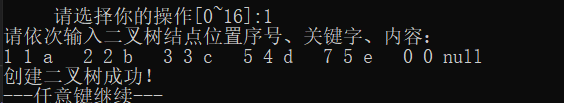 请选择你的操作[0~16]:1
请依次输入二叉树结点位置序号、关键字、内容:
1 1 a   2 2 b   3 3 c   5 4 d   7 5 e   0 0 null
创建二叉树成功!
---任意键继续---